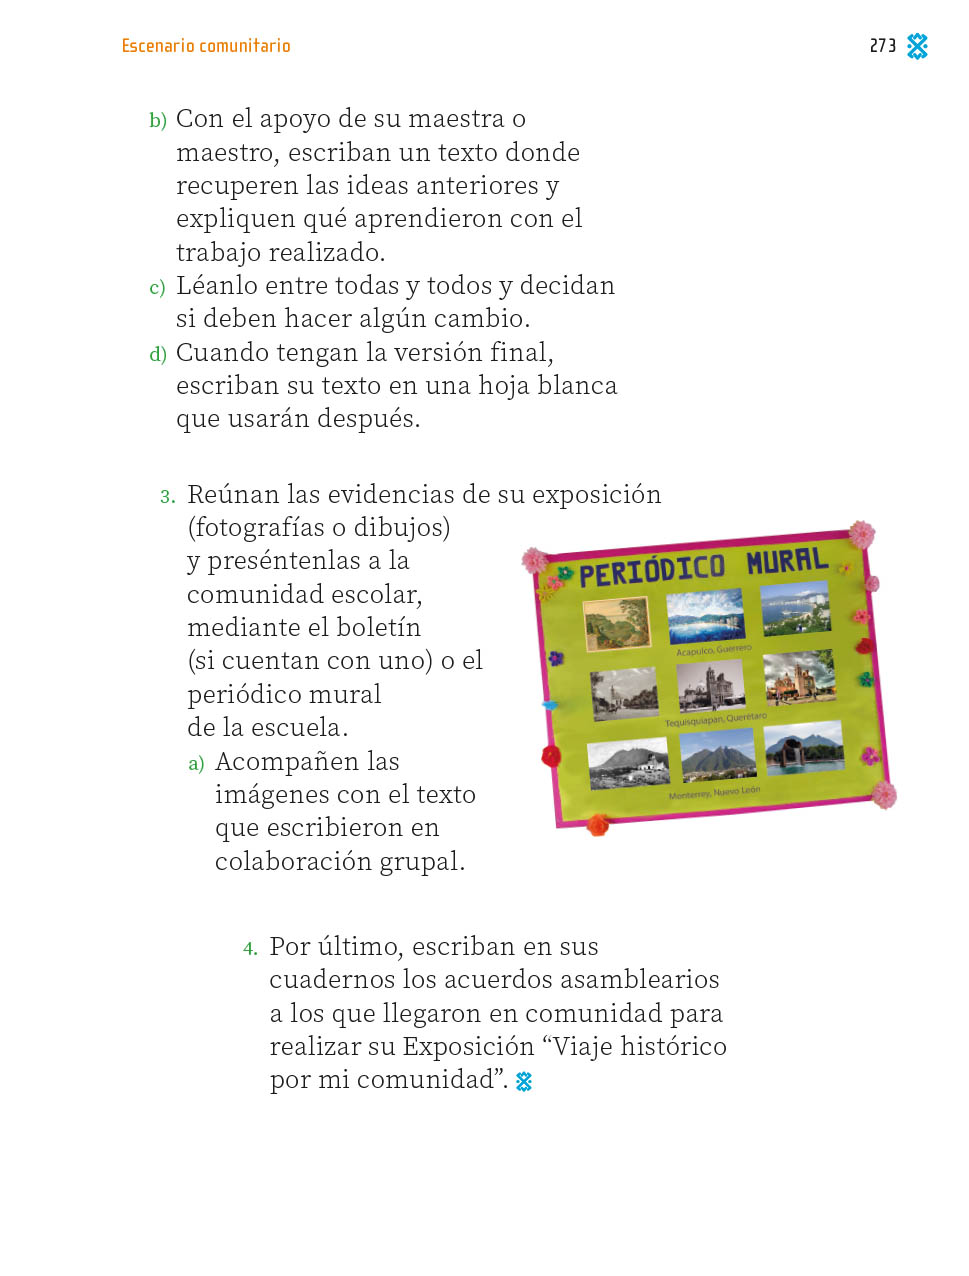 Escenario comunitario
273
b) Con el apoyo de su maestra o
maestro, escriban un texto donde
recuperen las ideas anteriores y
expliquen qué aprendieron con el
trabajo realizado.
c) Léanlo entre todas y todos y decidan
si deben hacer algún cambio.
d) Cuando tengan la versión final,
escriban su texto en una hoja blanca
que usarán después.
3. Reúnan las evidencias de su exposición
(fotografías o dibujos)
y preséntenlas a la
comunidad escolar,
mediante el boletín
(si cuentan con uno) o el
periódico mural
de la escuela.
a) Acompañen las
imágenes con el texto
que escribieron en
colaboración grupal.
PERIÓDICO MURAL
Acapulco, Guerrero
Tequisquiapan, Querétaro
Monterrey, Nuevo León
4. Por último, escriban en sus
cuadernos los acuerdos asamblearios
a los que llegaron en comunidad para
realizar su Exposición “Viaje histórico
por mi comunidad”.